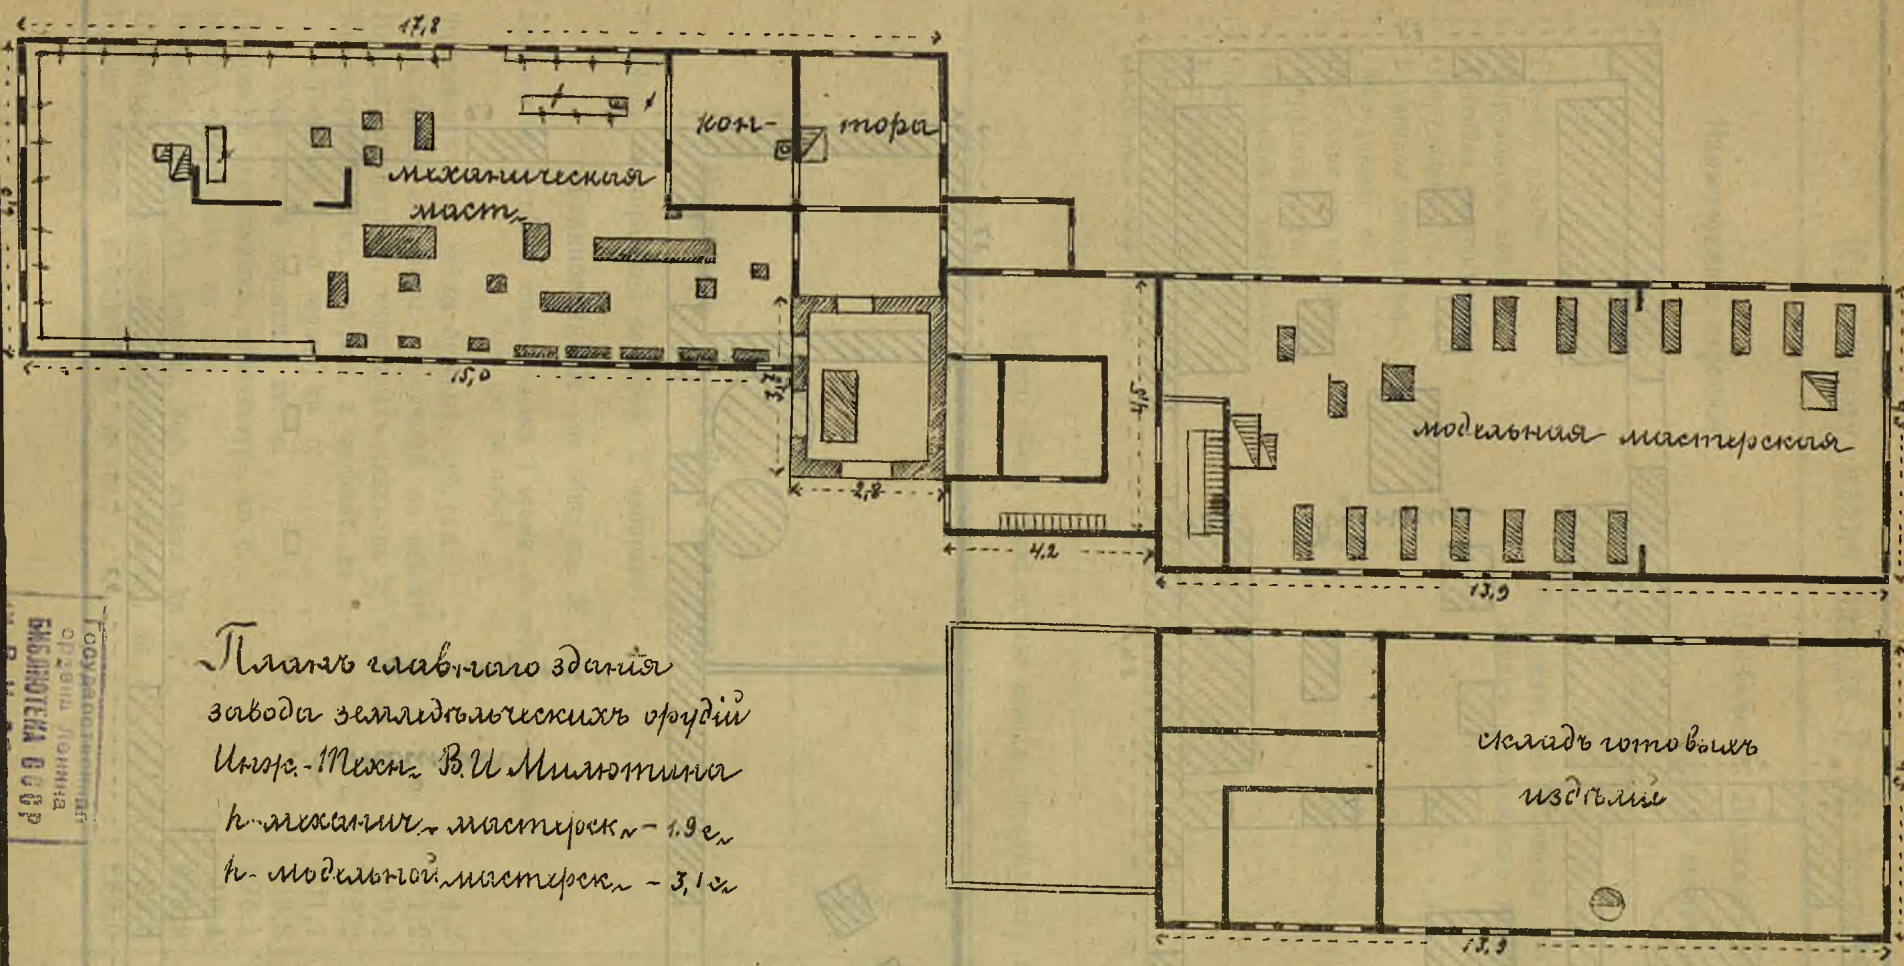 17,8
кон-
тора
механическая
маст.
15,0
3,7
2,8
4,5
4,2
модельная мастерская
13,9
Планъ главнаго зданія
завода земледѣльческихъ орудій
Инж.-Техн. В.И Милютина
h-механич. мастерск. - 1.9 с.
h- модельной мастерск. - 3,1 с.
складъ готовыхъ
издѣлій
13,9
4,5
Государственная
БИБЛИОТЕКА СССР